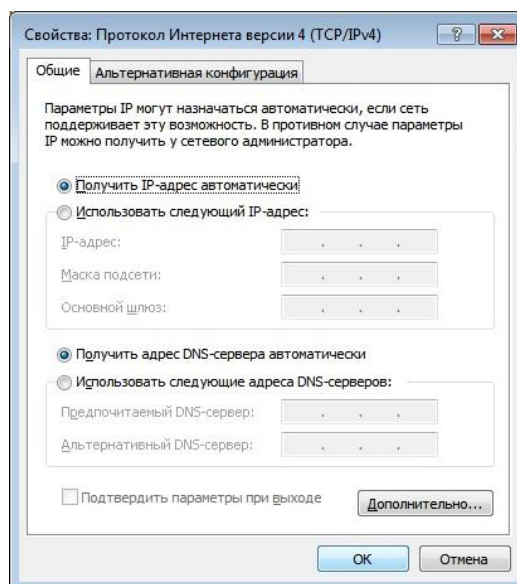 Свойства: Протокол Интернета версии 4 (TCP/IPv4)
Общие
Альтернативная конфигурация
Параметры IP могут назначаться автоматически, если сеть
поддерживает эту возможность. В противном случае параметры
IP можно получить у сетевого администратора.
Получить IP-адрес автоматически
Использовать следующий IP-адрес:
IP-адрес:
Маска подсети:
Основной шлюз:
Получить адрес DNS-сервера автоматически
Использовать следующие адреса DNS-серверов:
Предпочитаемый DNS-сервер:
Альтернативный DNS-сервер:
Подтвердить параметры при выходе
Дополнительно...
OK
Отмена